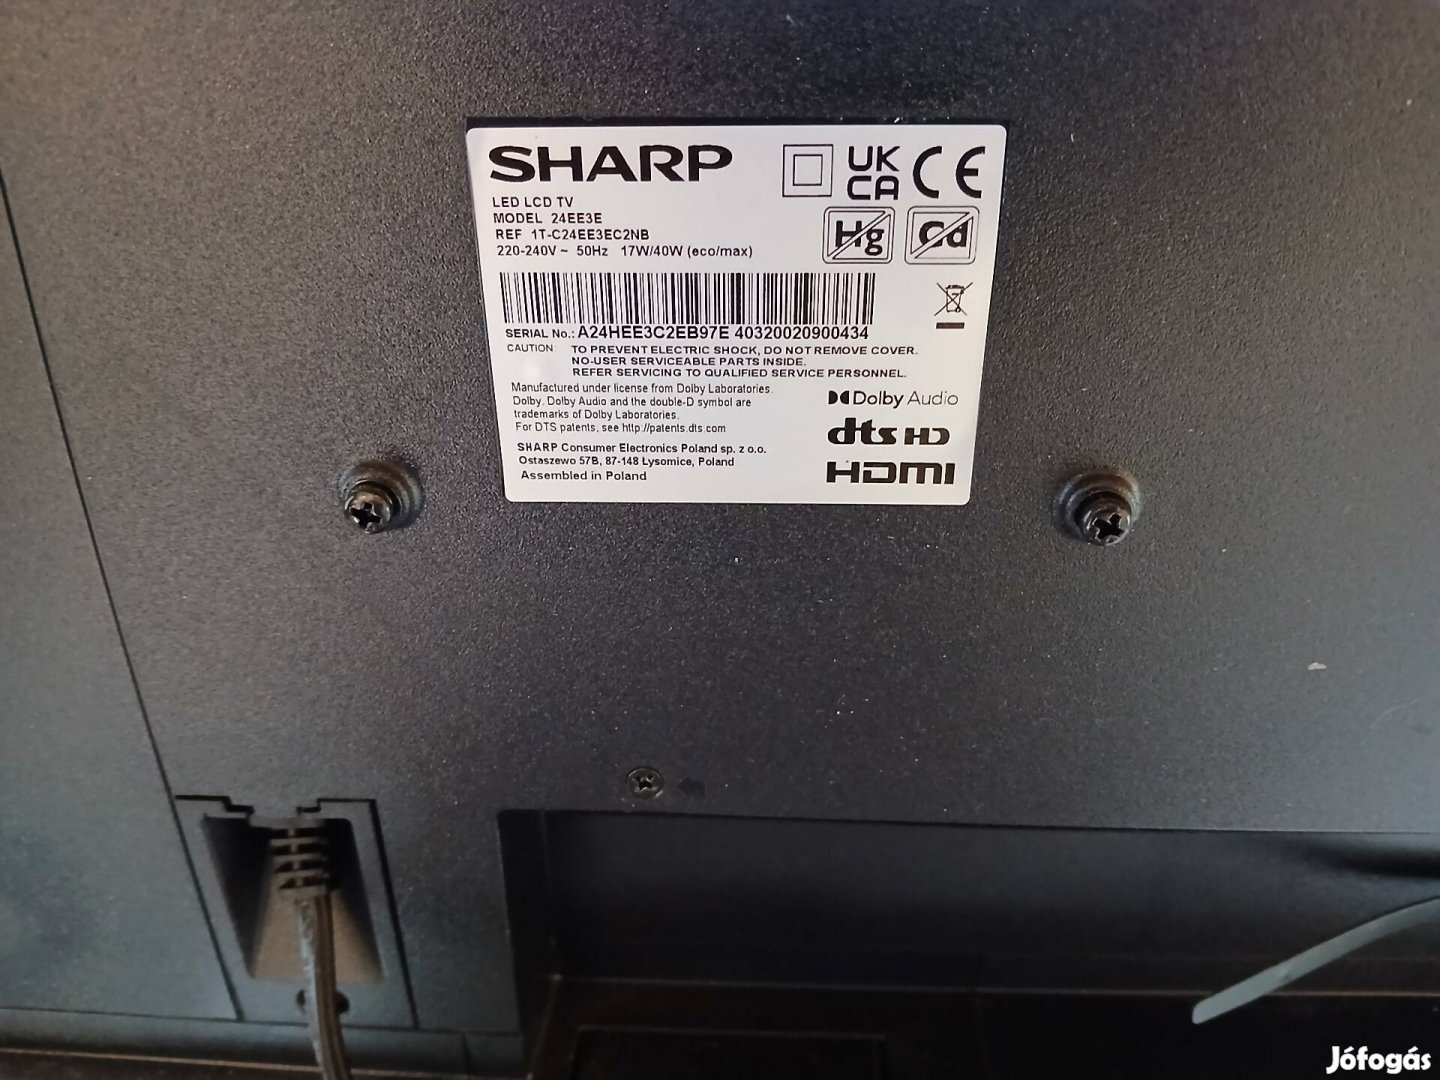 SHARP
UK
CA
CE
LED LCD TV
MODEL 24EE3E
REF 1T-C24EE3EC2NB
220-240V ~ 50Hz 17W/40W (eco/max)
Hg
Cd
SERIAL No.: A24HEE3C2EB97E 40320020900434
CAUTION TO PREVENT ELECTRIC SHOCK, DO NOT REMOVE COVER.
NO-USER SERVICEABLE PARTS INSIDE.
REFER SERVICING TO QUALIFIED SERVICE PERSONNEL.
Manufactured under license from Dolby Laboratories.
Dolby, Dolby Audio and the double-D symbol are
trademarks of Dolby Laboratories.
For DTS patents, see http://patents.dts.com
Dolby Audio
dts HD
HDMI
SHARP Consumer Electronics Poland sp. z o.o.
Ostaszewo 57B, 87-148 Łysomice, Poland
Assembled in Poland
Jófogás